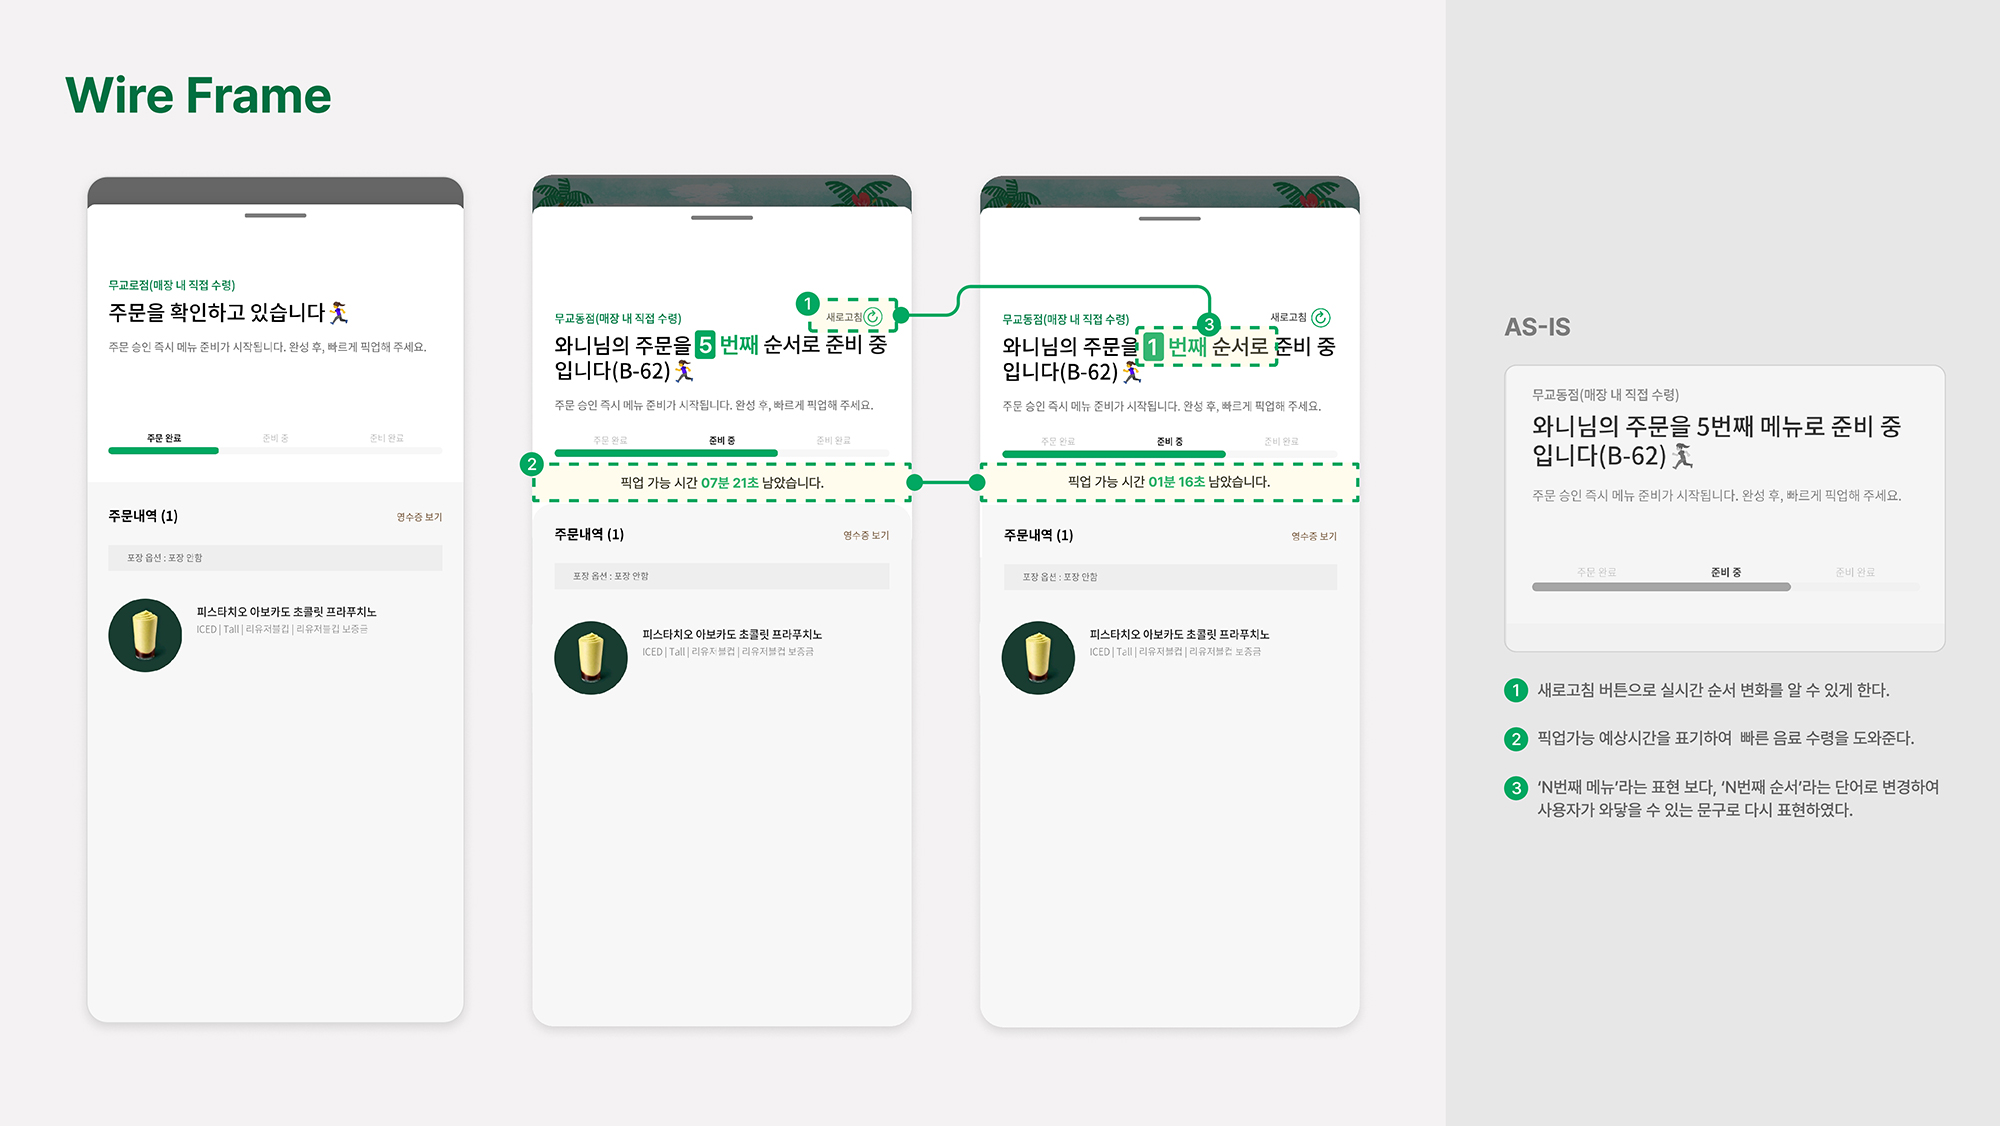 Wire Frame
무교로점(매장 내 직접 수령)
주문을 확인하고 있습니다
주문 승인 즉시 메뉴 준비가 시작됩니다. 완성 후, 빠르게 픽업해 주세요.
주문 완료 준비 중 준비 완료
주문내역 (1) 영수증 보기
포장 옵션 : 포장 안함
피스타치오 아보카도 초콜릿 프라푸치노
ICED | Tall | 리유저블컵 | 리유저블컵 보증금
1 새로고침
무교동점(매장 내 직접 수령)
와니님의 주문을 5 번째 순서로 준비 중
입니다(B-62)
주문 승인 즉시 메뉴 준비가 시작됩니다. 완성 후, 빠르게 픽업해 주세요.
주문 완료 준비 중 준비 완료
2
픽업 가능 시간 07분 21초 남았습니다.
주문내역 (1) 영수증 보기
포장 옵션 : 포장 안함
피스타치오 아보카도 초콜릿 프라푸치노
ICED | Tall | 리유저블컵 | 리유저블컵 보증금
새로고침
무교동점(매장 내 직접 수령) 3
와니님의 주문을 1 번째 순서로 준비 중
입니다(B-62)
주문 승인 즉시 메뉴 준비가 시작됩니다. 완성 후, 빠르게 픽업해 주세요.
주문 완료 준비 중 준비 완료
픽업 가능 시간 01분 16초 남았습니다.
주문내역 (1) 영수증 보기
포장 옵션 : 포장 안함
피스타치오 아보카도 초콜릿 프라푸치노
ICED | Tall | 리유저블컵 | 리유저블컵 보증금
AS-IS
무교동점(매장 내 직접 수령)
와니님의 주문을 5번째 메뉴로 준비 중
입니다(B-62)
주문 승인 즉시 메뉴 준비가 시작됩니다. 완성 후, 빠르게 픽업해 주세요.
주문 완료 준비 중 준비 완료
1 새로고침 버튼으로 실시간 순서 변화를 알 수 있게 한다.
2 픽업가능 예상시간을 표기하여 빠른 음료 수령을 도와준다.
3 ‘N번째 메뉴’라는 표현 보다, ‘N번째 순서’라는 단어로 변경하여
사용자가 와닿을 수 있는 문구로 다시 표현하였다.